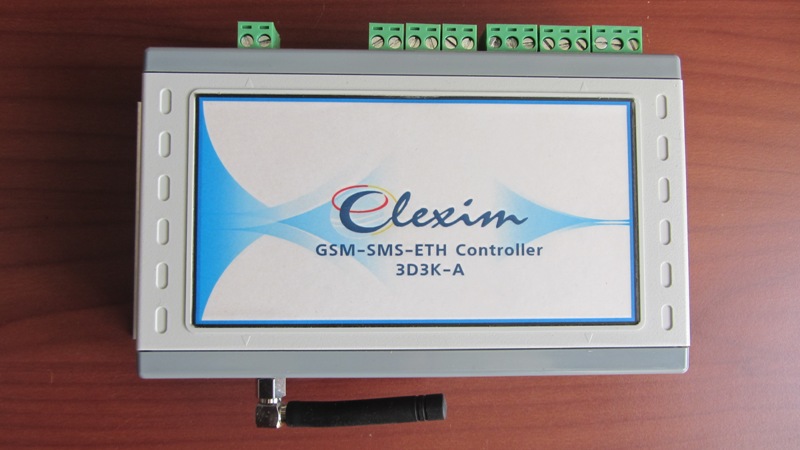 Clexim
GSM-SMS-ETH Controller
3D3K-A